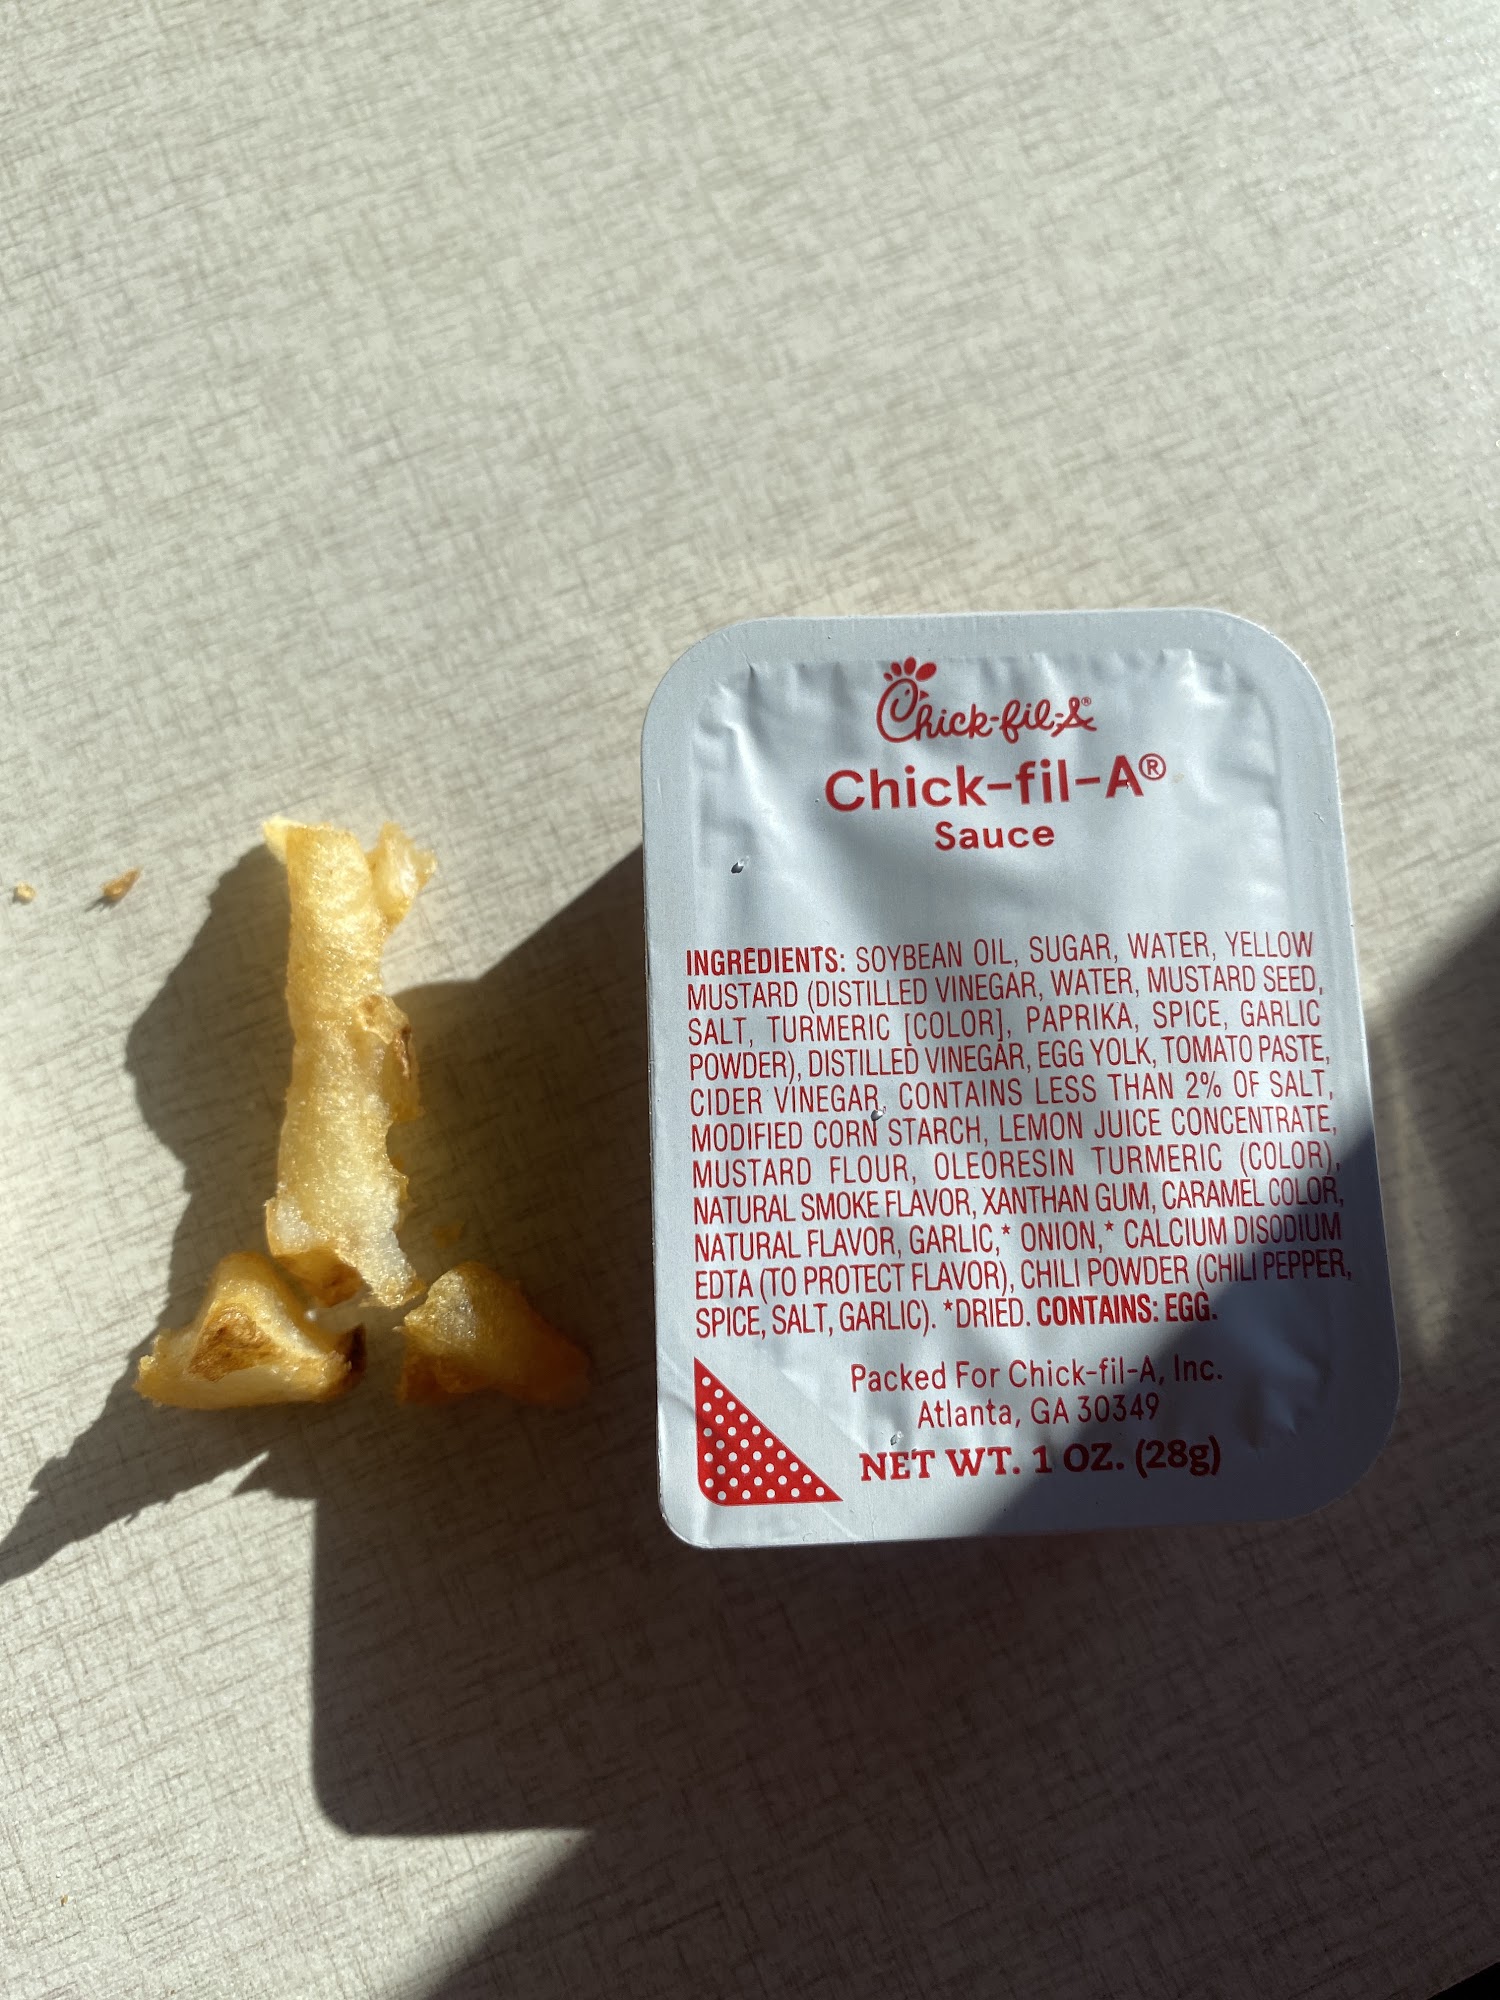 Chick-fil-A®
Chick-fil-A®
Sauce
INGREDIENTS: SOYBEAN OIL, SUGAR, WATER, YELLOW
MUSTARD (DISTILLED VINEGAR, WATER, MUSTARD SEED,
SALT, TURMERIC [COLOR], PAPRIKA, SPICE, GARLIC
POWDER), DISTILLED VINEGAR, EGG YOLK, TOMATO PASTE,
CIDER VINEGAR, CONTAINS LESS THAN 2% OF SALT,
MODIFIED CORN STARCH, LEMON JUICE CONCENTRATE,
MUSTARD FLOUR, OLEORESIN TURMERIC (COLOR),
NATURAL SMOKE FLAVOR, XANTHAN GUM, CARAMEL COLOR,
NATURAL FLAVOR, GARLIC,* ONION,* CALCIUM DISODIUM
EDTA (TO PROTECT FLAVOR), CHILI POWDER (CHILI PEPPER,
SPICE, SALT, GARLIC). *DRIED. CONTAINS: EGG.
Packed For Chick-fil-A, Inc.
Atlanta, GA 30349
NET WT. 1 OZ. (28g)